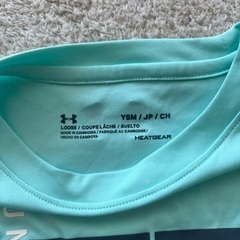 YSM / JP / CH
LOOSE / COUPE LÂCHE / SUELTO
MADE IN CAMBODIA / FABRIQUÉ AU CAMBODGE /
HECHO EN CAMBOYA
HEATGEAR